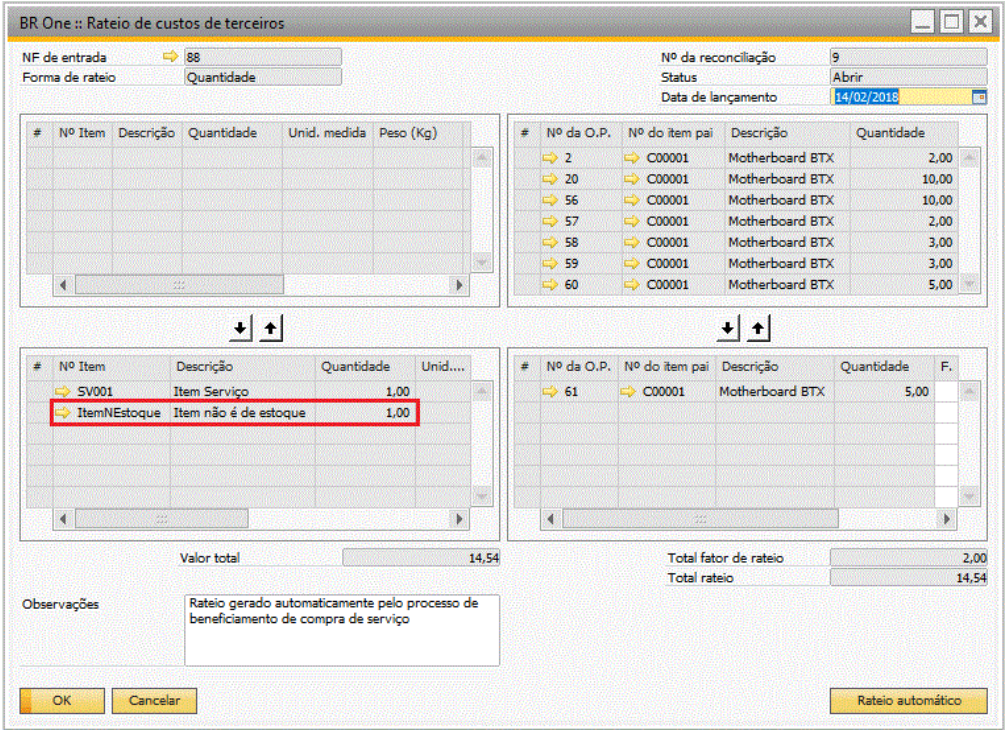 BR One :: Rateio de custos de terceiros
NF de entrada 88 Nº da reconciliação 9
Forma de rateio Quantidade Status Abrir
Data de lançamento 14/02/2018
# Nº Item Descrição Quantidade Unid. medida Peso (Kg)
# Nº da O.P. Nº do item pai Descrição Quantidade
2 C00001 Motherboard BTX 2,00
20 C00001 Motherboard BTX 10,00
56 C00001 Motherboard BTX 10,00
57 C00001 Motherboard BTX 2,00
58 C00001 Motherboard BTX 3,00
59 C00001 Motherboard BTX 3,00
60 C00001 Motherboard BTX 5,00
# Nº Item Descrição Quantidade Unid....
SV001 Item Serviço 1,00
ItemNEstoque Item não é de estoque 1,00
# Nº da O.P. Nº do item pai Descrição Quantidade F.
61 C00001 Motherboard BTX 5,00
Valor total 14,54
Total fator de rateio 2,00
Total rateio 14,54
Observações
Rateio gerado automaticamente pelo processo de
beneficiamento de compra de serviço
OK Cancelar Rateio automático